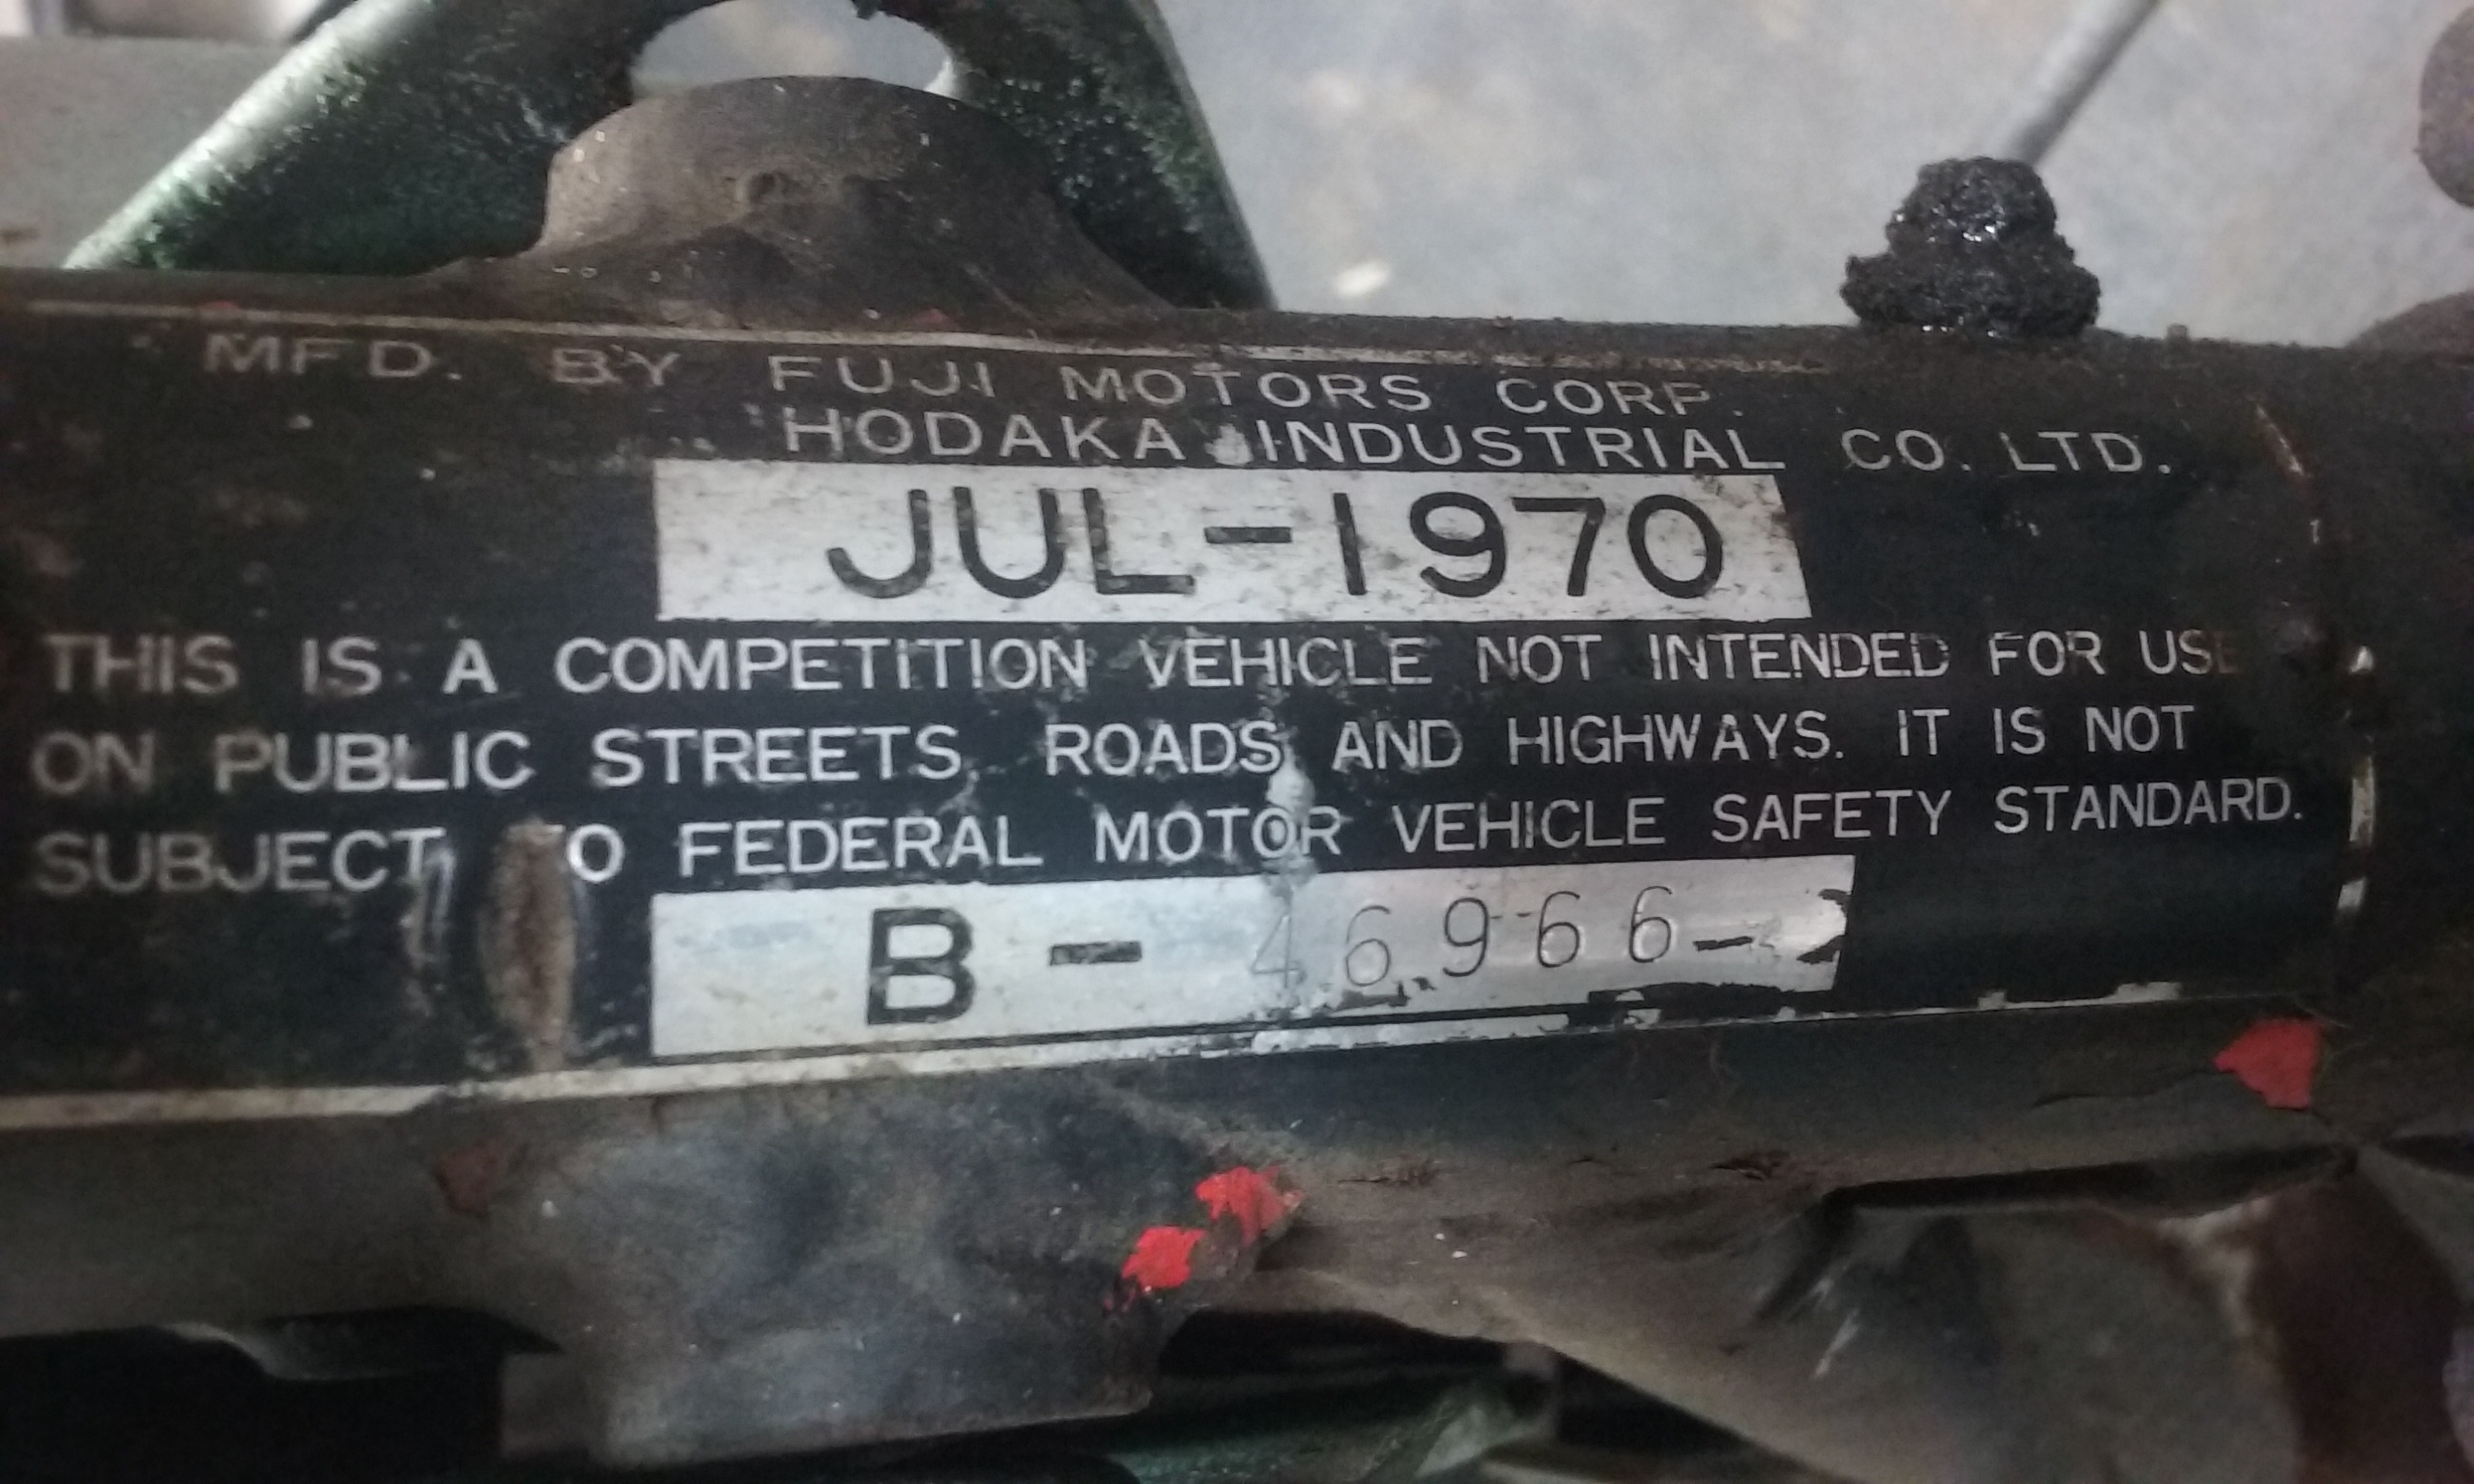 MFD. BY FUJI MOTORS CORP.
HODAKA INDUSTRIAL CO. LTD.
JUL-1970
THIS IS A COMPETITION VEHICLE NOT INTENDED FOR USE
ON PUBLIC STREETS, ROADS AND HIGHWAYS. IT IS NOT
SUBJECT TO FEDERAL MOTOR VEHICLE SAFETY STANDARD.
B-46966-